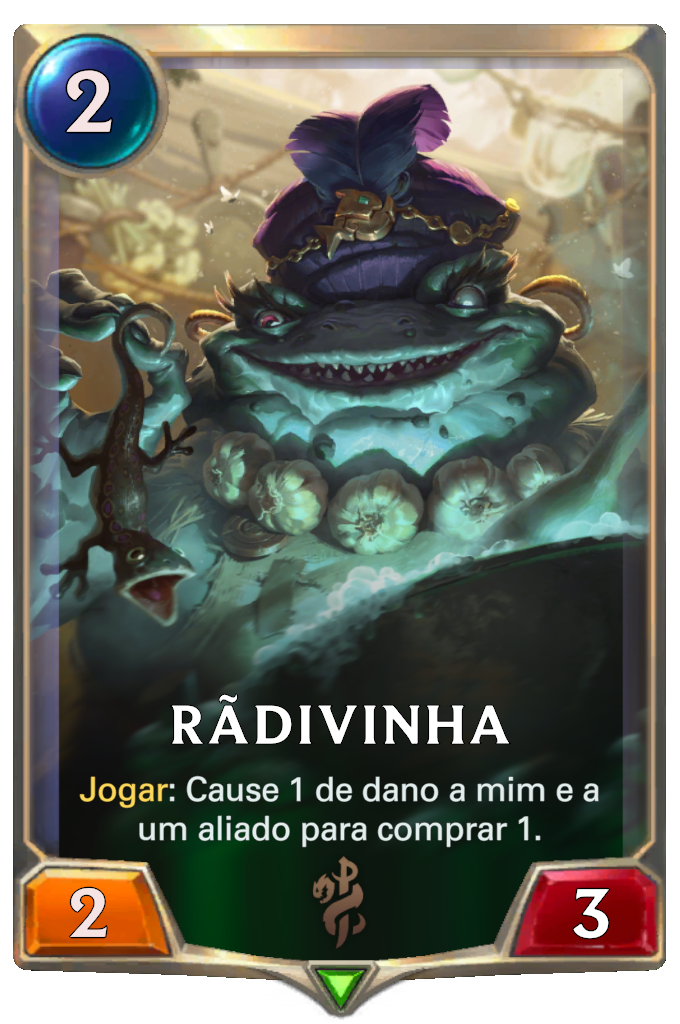 2
RÃDIVINHA
Jogar: Cause 1 de dano a mim e a
um aliado para comprar 1.
2
3